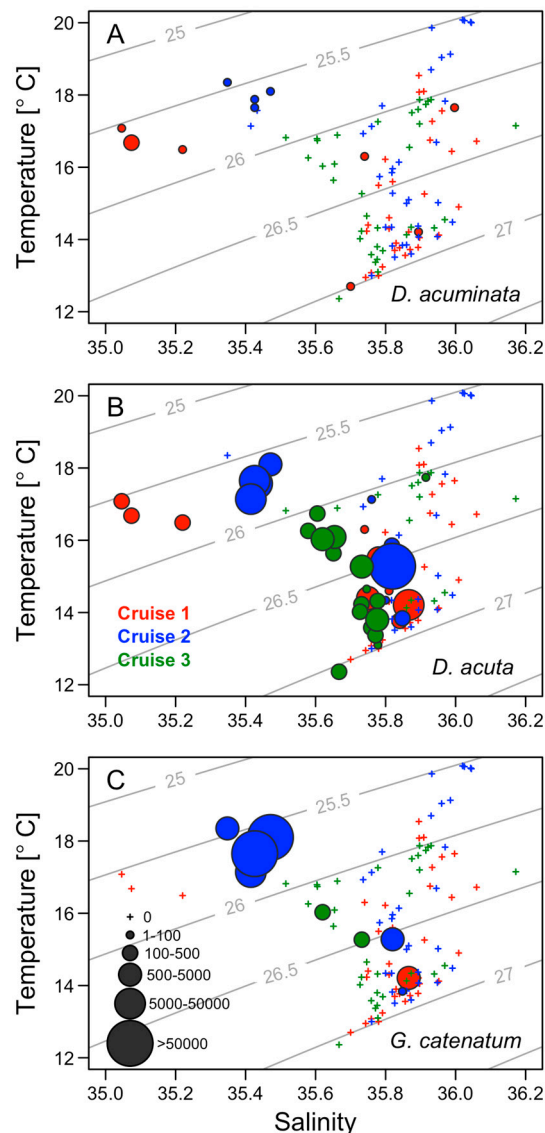 A
20
18
16
14
12
Temperature [° C]
25
25.5
26
26.5
27
D. acuminata
35.0 35.2 35.4 35.6 35.8 36.0 36.2
B
20
18
16
14
12
Temperature [° C]
25
25.5
26
26.5
27
Cruise 1
Cruise 2
Cruise 3
D. acuta
35.0 35.2 35.4 35.6 35.8 36.0 36.2
C
20
18
16
14
12
Temperature [° C]
25
25.5
26
26.5
27
0
1-100
100-500
500-5000
5000-50000
>50000
G. catenatum
35.0 35.2 35.4 35.6 35.8 36.0 36.2
Salinity